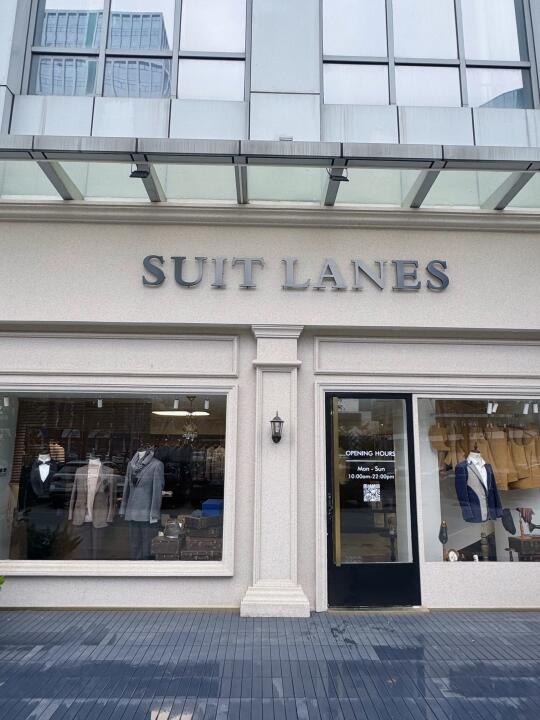 SUIT LANES
OPENING HOURS
Mon - Sun
10:00am-22:00pm